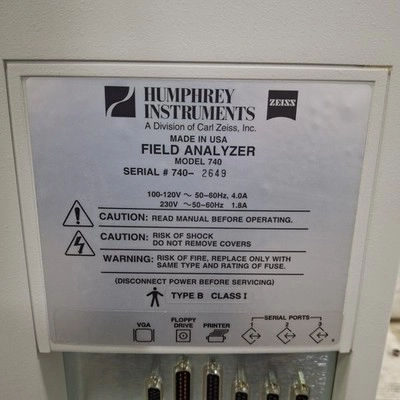 HUMPHREY
INSTRUMENTS
ZEISS
A Division of Carl Zeiss, Inc.
MADE IN USA
FIELD ANALYZER
MODEL 740
SERIAL # 740- 2649
100-120V ~ 50-60Hz, 4.0A
230V ~ 50-60Hz 1.8A
CAUTION: READ MANUAL BEFORE OPERATING.
CAUTION: RISK OF SHOCK
DO NOT REMOVE COVERS
WARNING: RISK OF FIRE, REPLACE ONLY WITH
SAME TYPE AND RATING OF FUSE.
(DISCONNECT POWER BEFORE SERVICING)
TYPE B CLASS I
VGA
FLOPPY
DRIVE
PRINTER
SERIAL PORTS
1 2 3